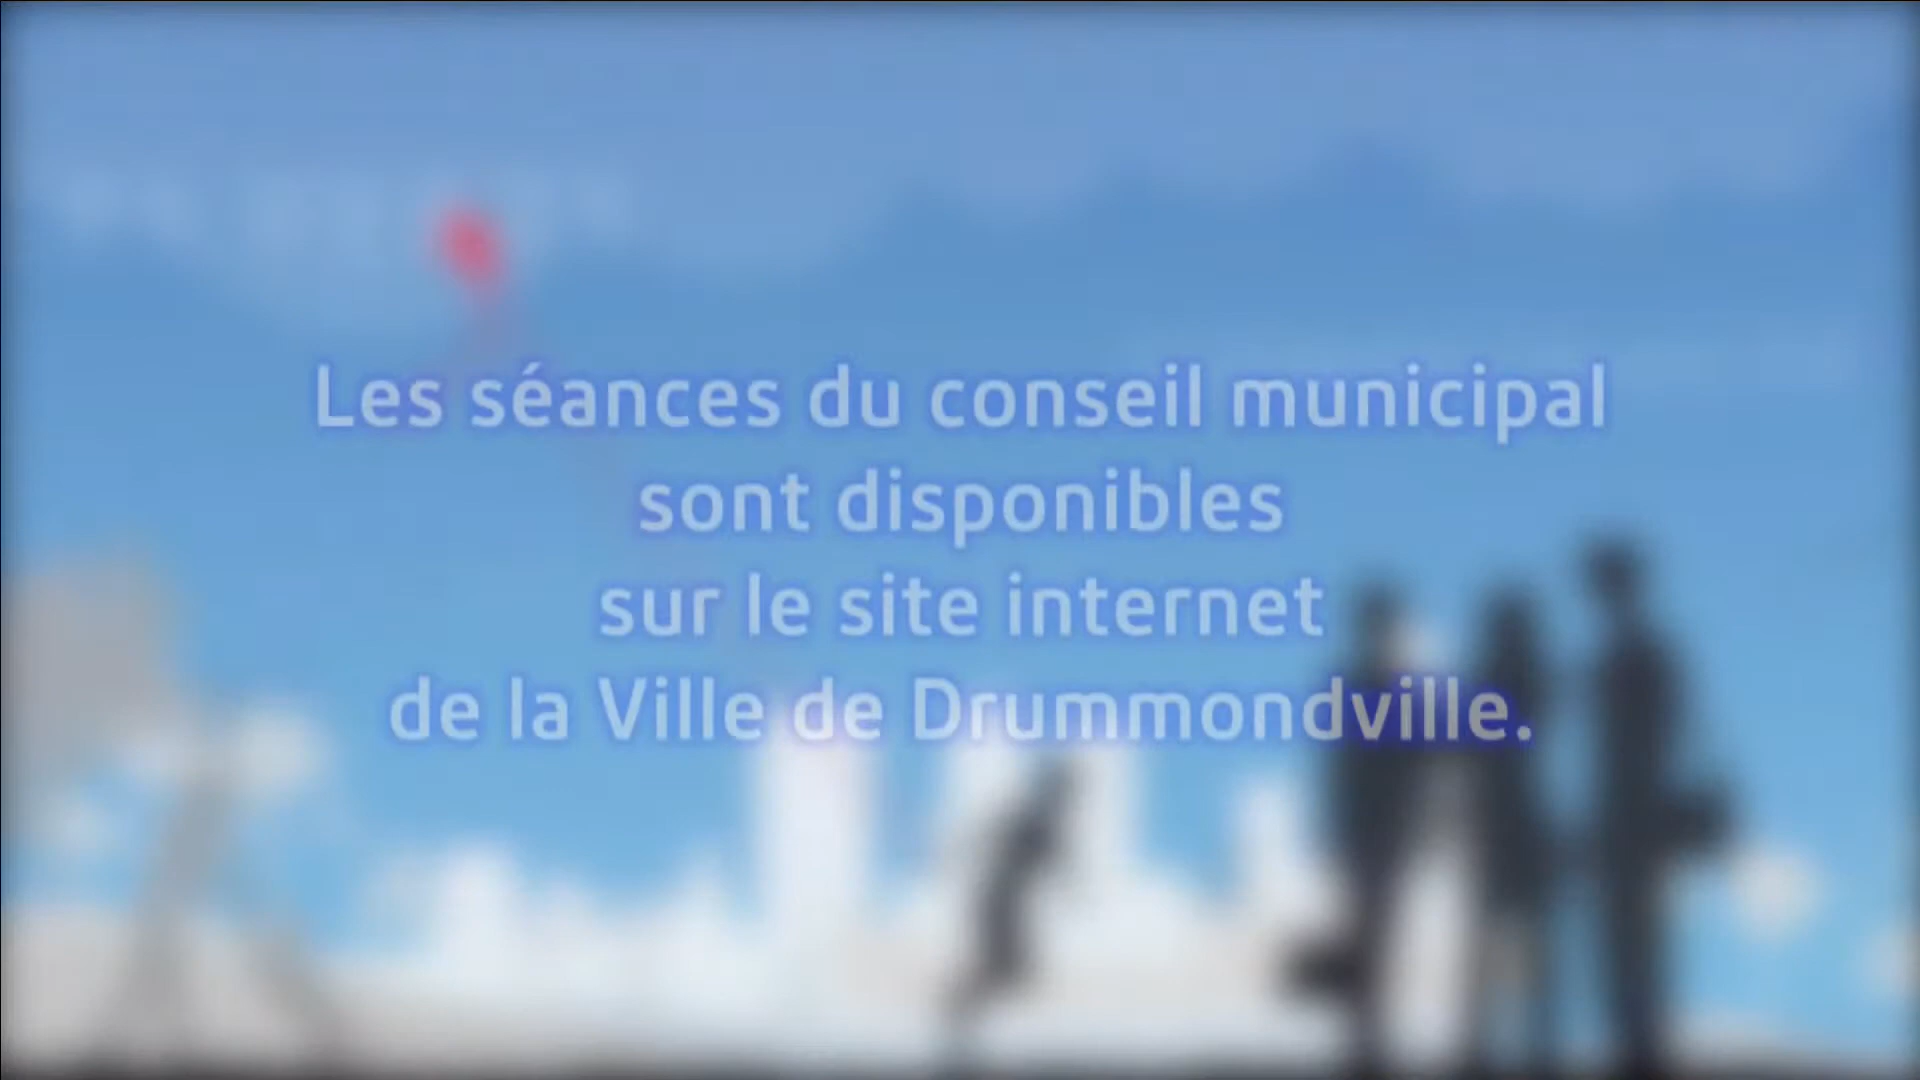 Les séances du conseil municipal
sont disponibles
sur le site internet
de la Ville de Drummondville.